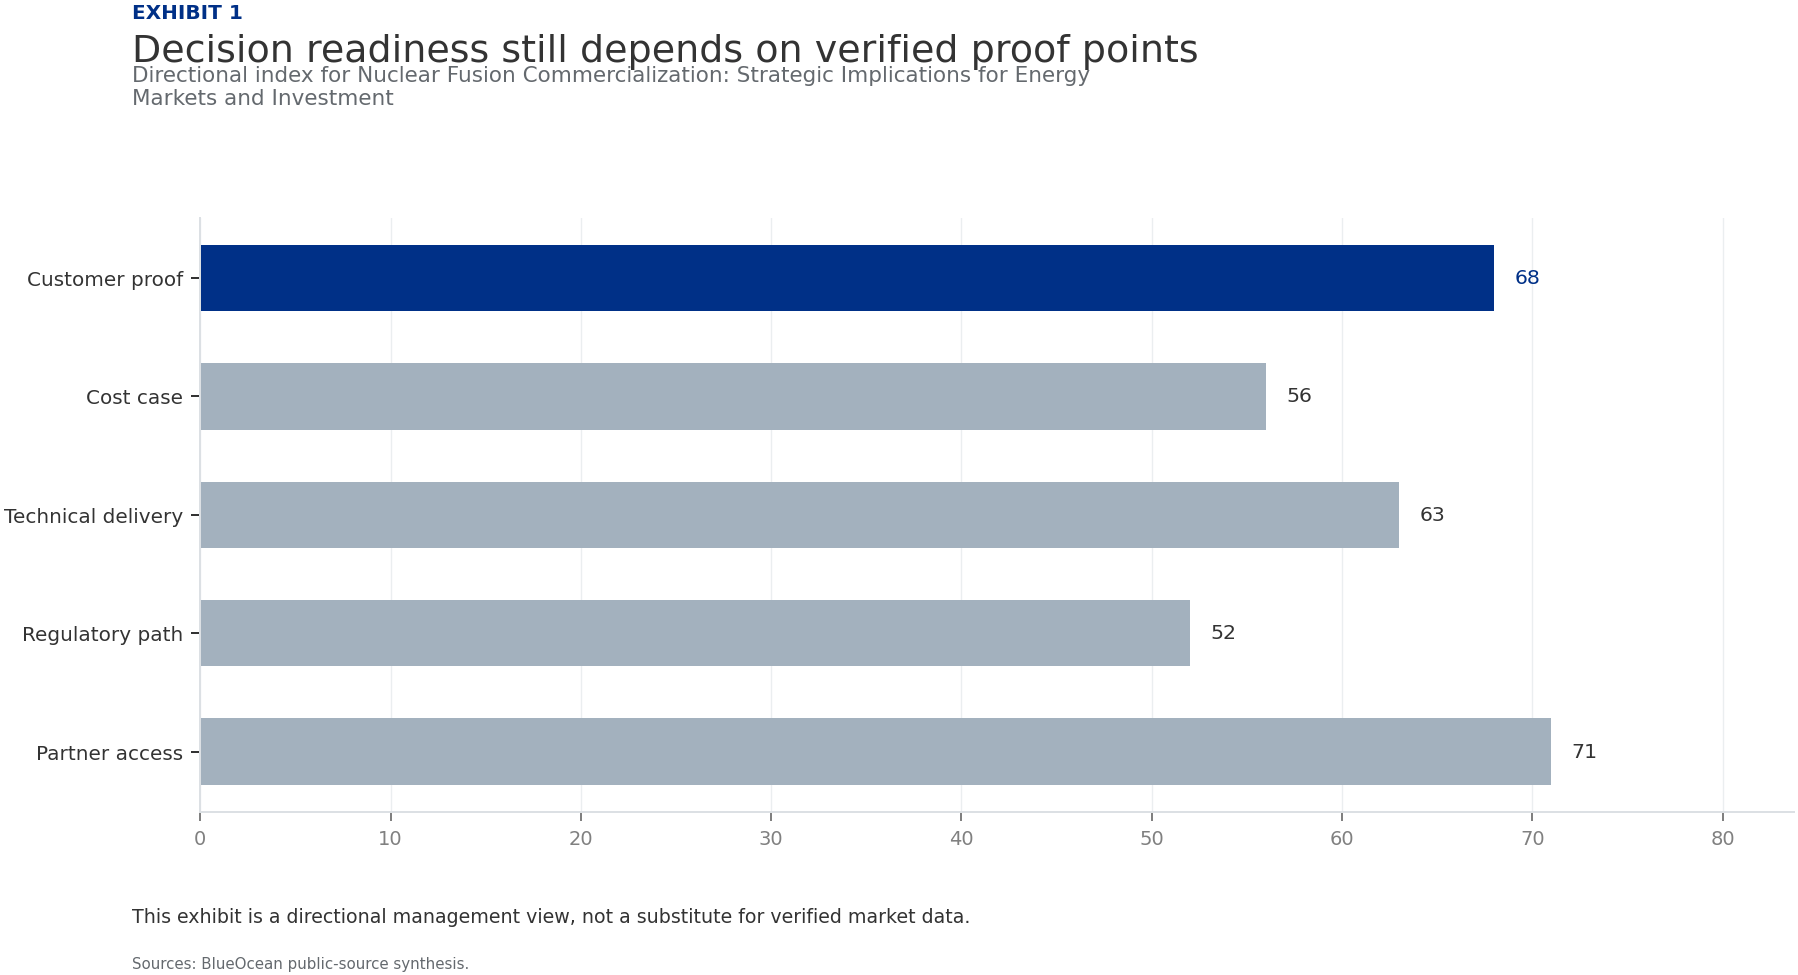 EXHIBIT 1
Decision readiness still depends on verified proof points
Directional index for Nuclear Fusion Commercialization: Strategic Implications for Energy
Markets and Investment
Customer proof
68
Cost case
56
Technical delivery
63
Regulatory path
52
Partner access
71
0 10 20 30 40 50 60 70 80
This exhibit is a directional management view, not a substitute for verified market data.
Sources: BlueOcean public-source synthesis.